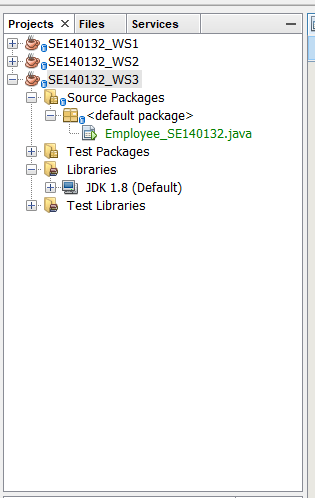 Projects Files Services
SE140132_WS1
SE140132_WS2
SE140132_WS3
Source Packages
<default package>
Employee_SE140132.java
Test Packages
Libraries
JDK 1.8 (Default)
Test Libraries